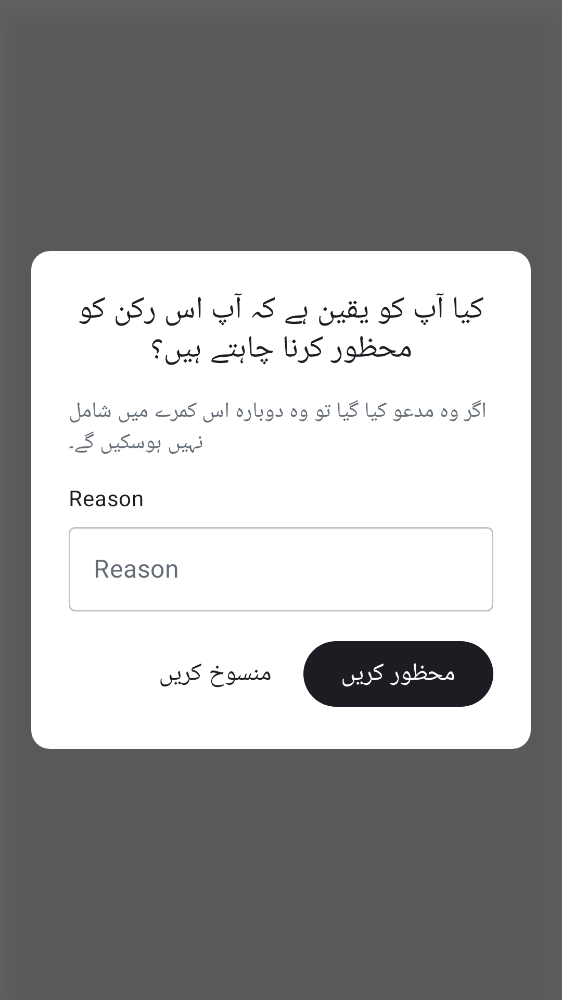 کیا آپ کو یقین ہے کہ آپ اس رکن کو
محظور کرنا چاہتے ہیں؟
اگر وہ مدعو کیا گیا تو وہ دوبارہ اس کمرے میں شامل
نہیں ہوسکیں گے۔
Reason
Reason
منسوخ کریں
محظور کریں